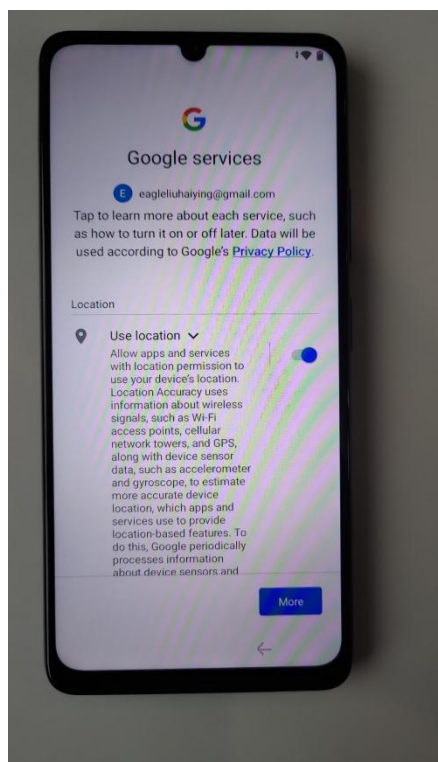 G
Google services
E eagleliuhaiying@gmail.com
Tap to learn more about each service, such
as how to turn it on or off later. Data will be
used according to Google's Privacy Policy.
Location
Use location
Allow apps and services
with location permission to
use your device's location.
Location Accuracy uses
information about wireless
signals, such as Wi-Fi
access points, cellular
network towers, and GPS,
along with device sensor
data, such as accelerometer
and gyroscope, to estimate
more accurate device
location, which apps and
services use to provide
location-based features. To
do this, Google periodically
processes information
about device sensors and
More